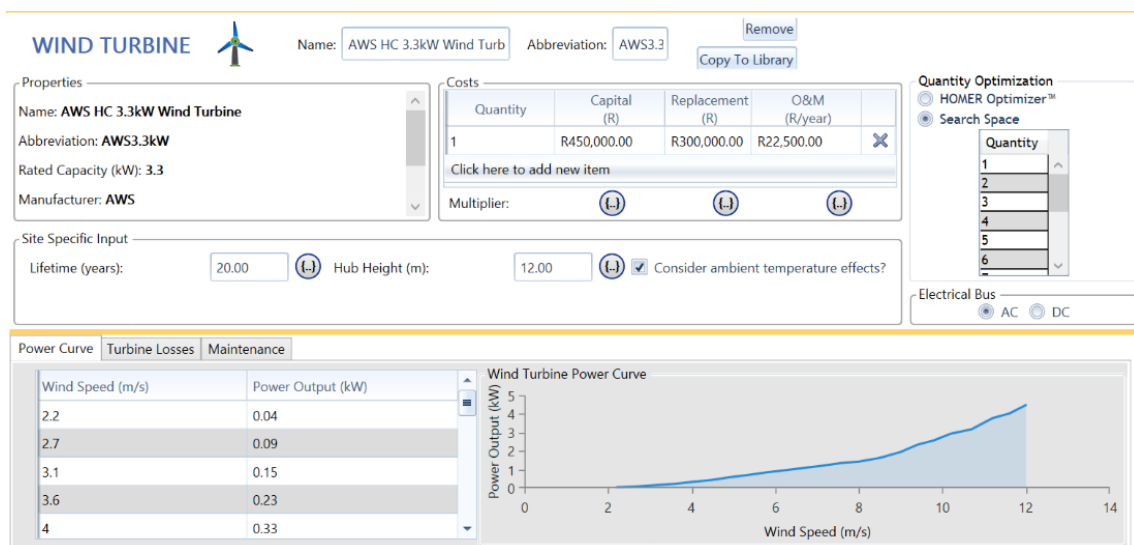 WIND TURBINE
Name: AWS HC 3.3kW Wind Turb
Abbreviation: AWS3.3
Remove
Copy To Library
Properties
Name: AWS HC 3.3kW Wind Turbine
Abbreviation: AWS3.3kW
Rated Capacity (kW): 3.3
Manufacturer: AWS
Costs
Quantity Capital (R) Replacement (R) O&M (R/year)
1 R450,000.00 R300,000.00 R22,500.00
Click here to add new item
Multiplier: {..} {..} {..}
Quantity Optimization
HOMER Optimizer™
Search Space
Quantity
1
2
3
4
5
6
Site Specific Input
Lifetime (years): 20.00 {..} Hub Height (m): 12.00 {..} Consider ambient temperature effects?
Electrical Bus
AC DC
Power Curve Turbine Losses Maintenance
Wind Speed (m/s) Power Output (kW)
2.2 0.04
2.7 0.09
3.1 0.15
3.6 0.23
4 0.33
Wind Turbine Power Curve
Power Output (kW)
5
4
3
2
1
0
0 2 4 6 8 10 12 14
Wind Speed (m/s)